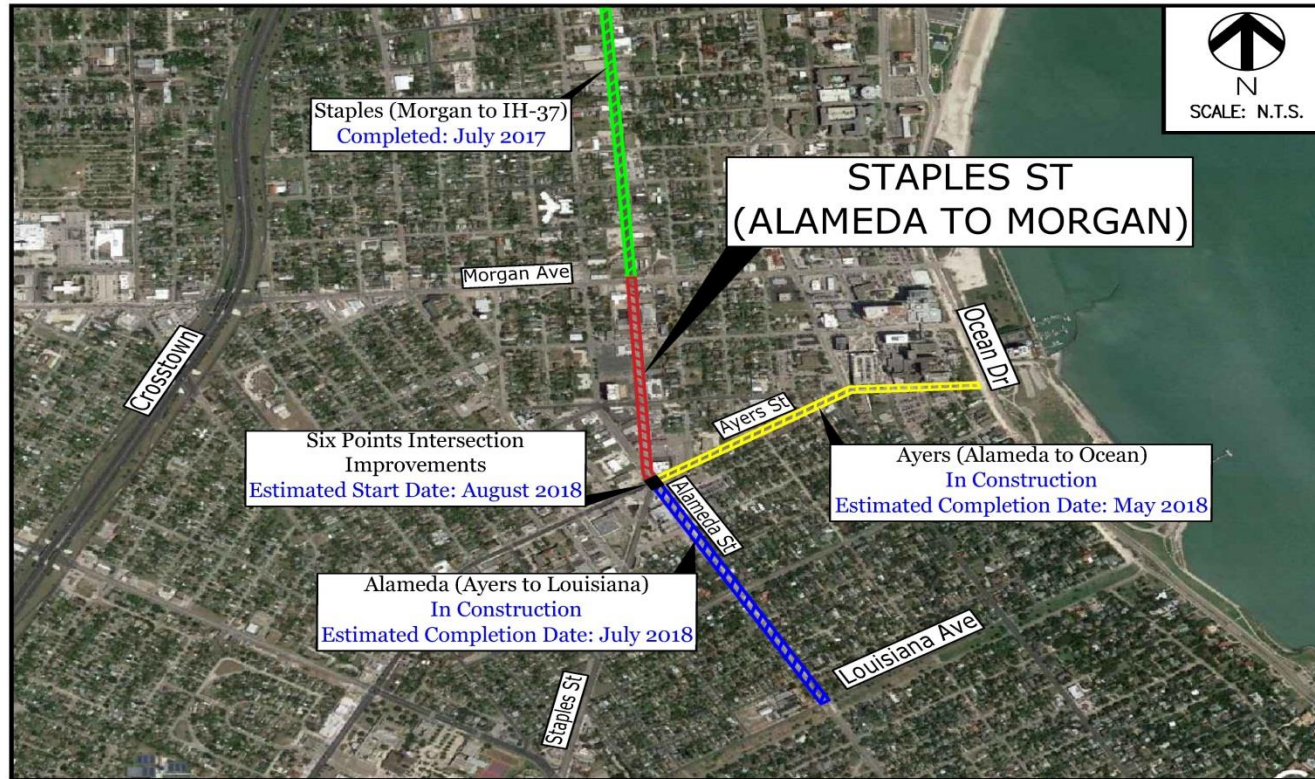 N
SCALE: N.T.S.
Staples (Morgan to IH-37)
Completed: July 2017
STAPLES ST
(ALAMEDA TO MORGAN)
Morgan Ave
Crosstown
Ocean Dr
Ayers St
Six Points Intersection
Improvements
Estimated Start Date: August 2018
Ayers (Alameda to Ocean)
In Construction
Estimated Completion Date: May 2018
Alameda St
Alameda (Ayers to Louisiana)
In Construction
Estimated Completion Date: July 2018
Louisiana Ave
Staples St